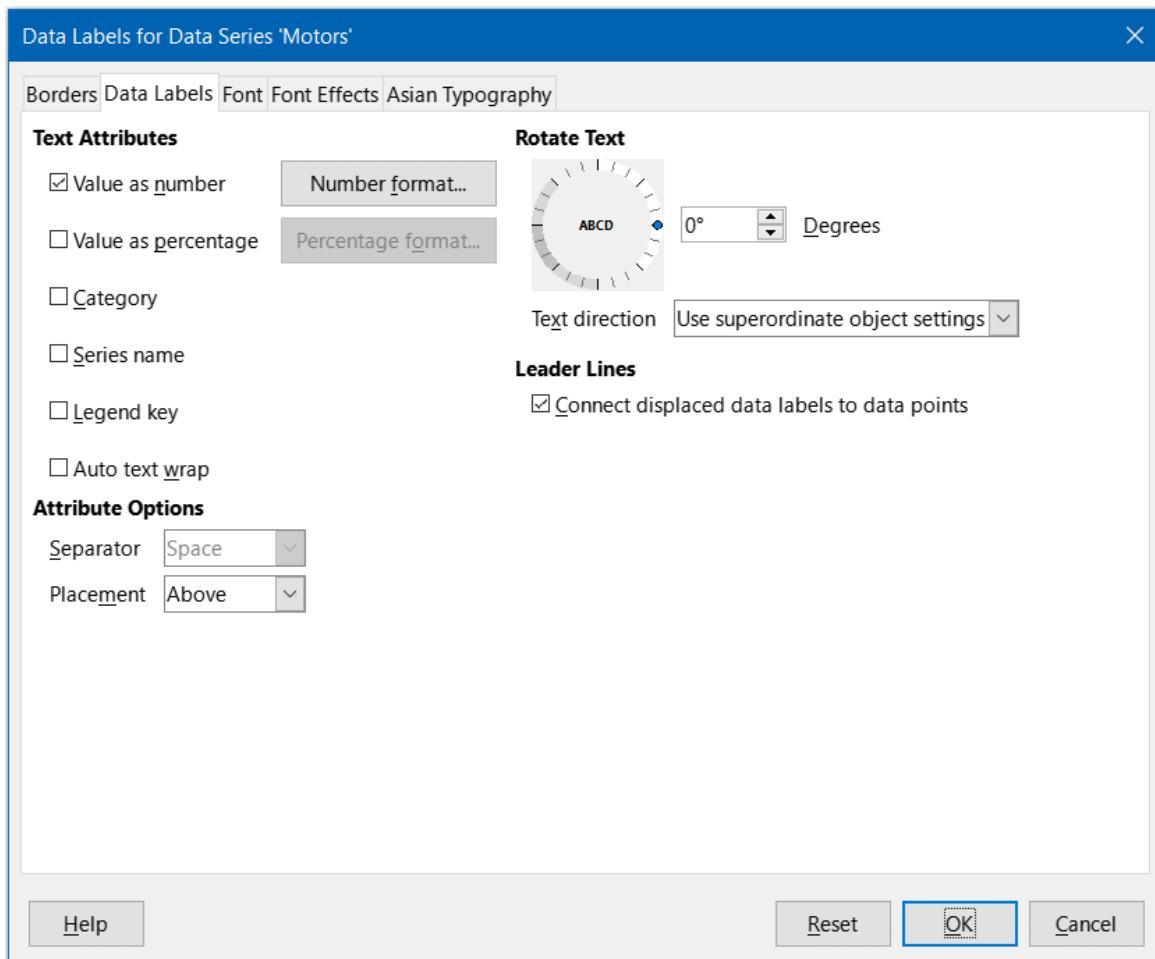 Data Labels for Data Series 'Motors'
Borders Data Labels Font Font Effects Asian Typography
Text Attributes
Value as number Number format...
Value as percentage Percentage format...
Category
Series name
Legend key
Auto text wrap
Attribute Options
Separator Space
Placement Above
Rotate Text
ABCD 0° Degrees
Text direction Use superordinate object settings
Leader Lines
Connect displaced data labels to data points
Help Reset OK Cancel